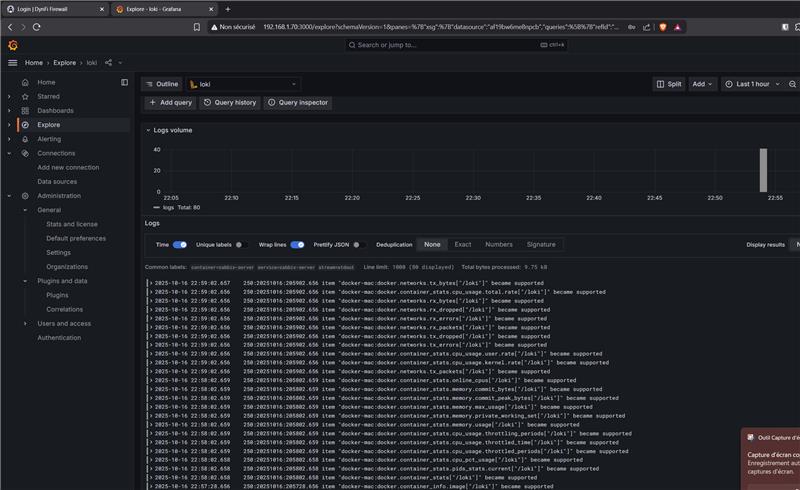 Login | DynFi Firewall
Explore - loki - Grafana
Non sécurisé
192.168.1.70:3000/explore?schemaVersion=1&panes=%7B"xsg":%7B"datasource":"af19bw6me8npcb","queries":%5B%7B"refId":...
Search or jump to...
ctrl+k
Home > Explore > loki
Home
Starred
Dashboards
Explore
Alerting
Connections
Add new connection
Data sources
Administration
General
Stats and license
Default preferences
Settings
Organizations
Plugins and data
Plugins
Correlations
Users and access
Authentication
Outline
loki
Split
Add
Last 1 hour
+ Add query
Query history
Query inspector
Logs volume
40
20
0
22:05 22:10 22:15 22:20 22:25 22:30 22:35 22:40 22:45 22:50 22:55
logs Total: 80
Logs
Time
Unique labels
Wrap lines
Prettify JSON
Deduplication
None
Exact
Numbers
Signature
Display results
Common labels: container=zabbix-server service=zabbix-server stream=stdout Line limit: 1000 (80 displayed) Total bytes processed: 9.75 kB
> 2025-10-16 22:59:02.657 250:20251016:205902.656 item "docker-mac:docker.networks.tx_bytes["/loki"]" became supported
> 2025-10-16 22:59:02.656 250:20251016:205902.656 item "docker-mac:docker.container_stats.cpu_usage.total.rate["/loki"]" became supported
> 2025-10-16 22:59:02.656 250:20251016:205902.656 item "docker-mac:docker.networks.rx_bytes["/loki"]" became supported
> 2025-10-16 22:59:02.656 250:20251016:205902.656 item "docker-mac:docker.networks.rx_dropped["/loki"]" became supported
> 2025-10-16 22:59:02.656 250:20251016:205902.656 item "docker-mac:docker.networks.rx_errors["/loki"]" became supported
> 2025-10-16 22:59:02.656 250:20251016:205902.656 item "docker-mac:docker.networks.rx_packets["/loki"]" became supported
> 2025-10-16 22:59:02.656 250:20251016:205902.656 item "docker-mac:docker.networks.tx_dropped["/loki"]" became supported
> 2025-10-16 22:59:02.656 250:20251016:205902.656 item "docker-mac:docker.networks.tx_errors["/loki"]" became supported
> 2025-10-16 22:59:02.656 250:20251016:205902.656 item "docker-mac:docker.container_stats.cpu_usage.user.rate["/loki"]" became supported
> 2025-10-16 22:59:02.656 250:20251016:205902.656 item "docker-mac:docker.container_stats.cpu_usage.kernel.rate["/loki"]" became supported
> 2025-10-16 22:59:02.656 250:20251016:205902.656 item "docker-mac:docker.networks.tx_packets["/loki"]" became supported
> 2025-10-16 22:58:02.659 250:20251016:205802.659 item "docker-mac:docker.container_stats.online_cpus["/loki"]" became supported
> 2025-10-16 22:58:02.659 250:20251016:205802.659 item "docker-mac:docker.container_stats.memory.commit_bytes["/loki"]" became supported
> 2025-10-16 22:58:02.659 250:20251016:205802.659 item "docker-mac:docker.container_stats.memory.commit_peak_bytes["/loki"]" became supported
> 2025-10-16 22:58:02.659 250:20251016:205802.659 item "docker-mac:docker.container_stats.memory.max_usage["/loki"]" became supported
> 2025-10-16 22:58:02.659 250:20251016:205802.659 item "docker-mac:docker.container_stats.memory.private_working_set["/loki"]" became supported
> 2025-10-16 22:58:02.659 250:20251016:205802.659 item "docker-mac:docker.container_stats.memory.usage["/loki"]" became supported
> 2025-10-16 22:58:02.659 250:20251016:205802.659 item "docker-mac:docker.container_stats.cpu_usage.throttling_periods["/loki"]" became supported
> 2025-10-16 22:58:02.659 250:20251016:205802.659 item "docker-mac:docker.container_stats.cpu_usage.throttled_time["/loki"]" became supported
> 2025-10-16 22:58:02.659 250:20251016:205802.659 item "docker-mac:docker.container_stats.cpu_usage.throttled_periods["/loki"]" became supported
> 2025-10-16 22:58:02.658 250:20251016:205802.658 item "docker-mac:docker.container_stats.cpu_pct_usage["/loki"]" became supported
> 2025-10-16 22:58:02.658 250:20251016:205802.658 item "docker-mac:docker.container_stats.pids_stats.current["/loki"]" became supported
> 2025-10-16 22:58:02.658 250:20251016:205802.658 item "docker-mac:docker.container_stats["/loki"]" became supported
> 2025-10-16 22:57:28.657 250:20251016:205728.656 item "docker-mac:docker.container_info.image["/loki"]" became supported
Outil Capture d'é
Capture d'écran co
Enregistrement aut
captures d'écran.